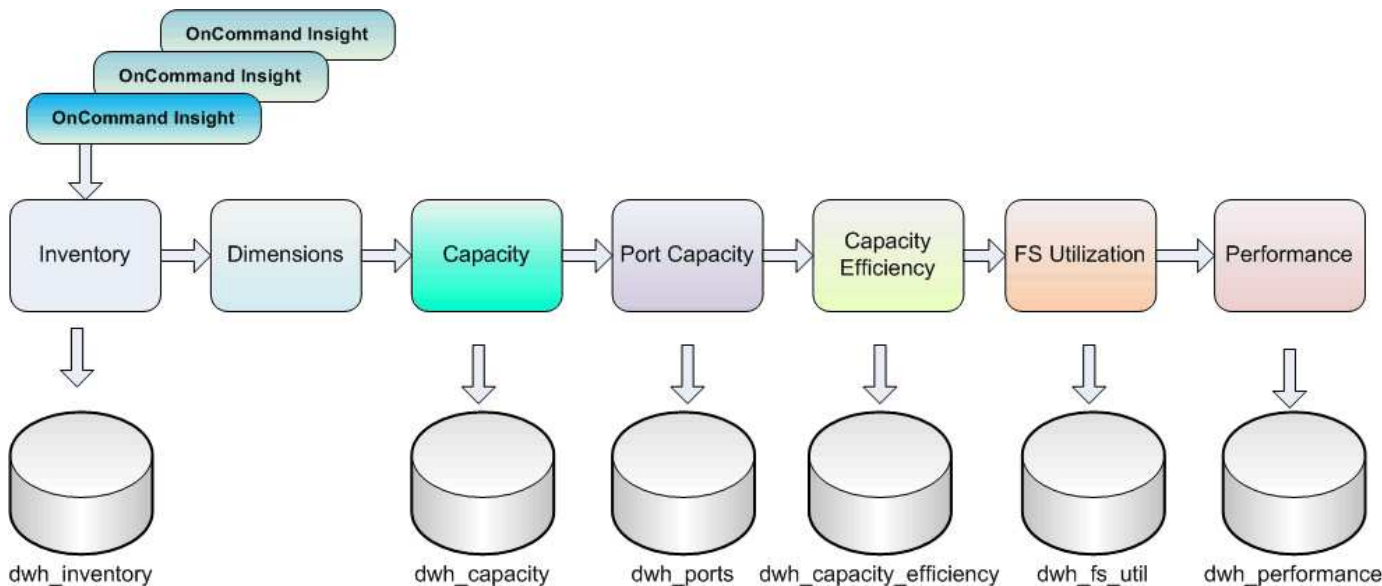 OnCommand Insight
OnCommand Insight
OnCommand Insight
Inventory
Dimensions
Capacity
Port Capacity
Capacity
Efficiency
FS Utilization
Performance
dwh_inventory
dwh_capacity
dwh_ports
dwh_capacity_efficiency
dwh_fs_util
dwh_performance